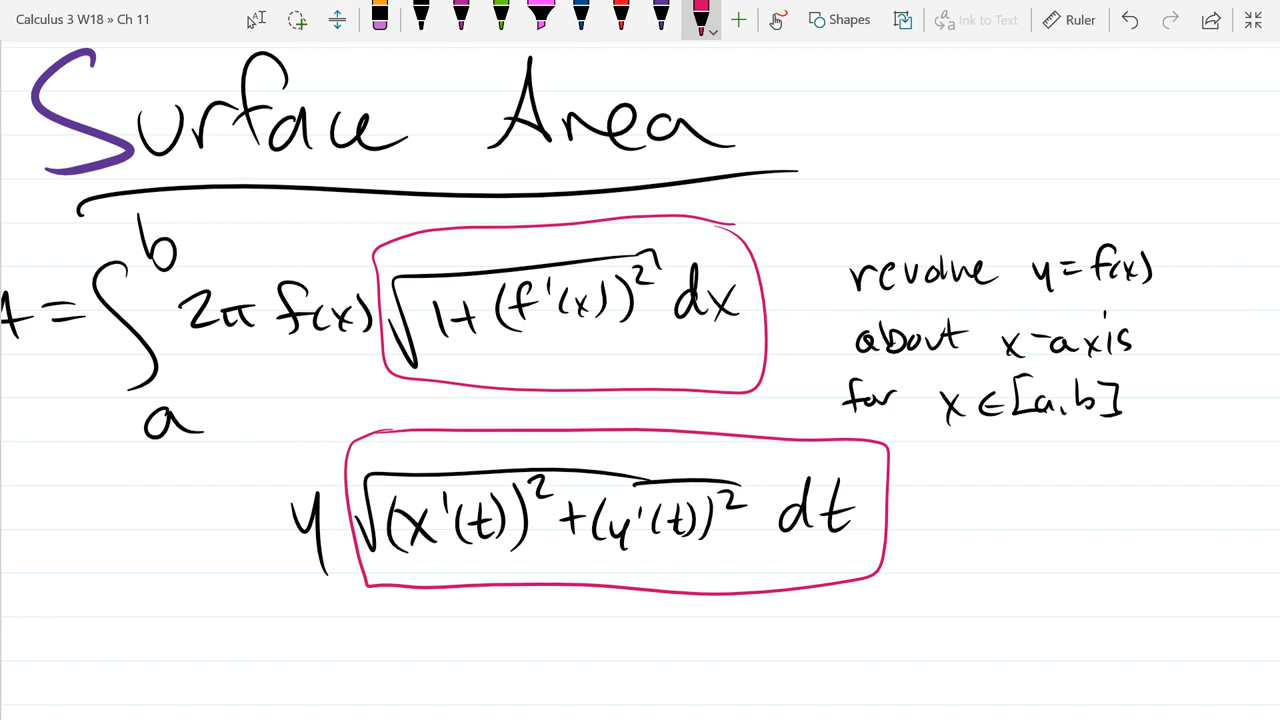 Calculus 3 W18 » Ch 11
Shapes
Ink to Text
Ruler
Surface Area
= ∫_a^b 2π f(x) √(1+(f'(x))²) dx
revolve y=f(x)
about x-axis
for x ∈ [a,b]
y √((x'(t))²+(y'(t))²) dt